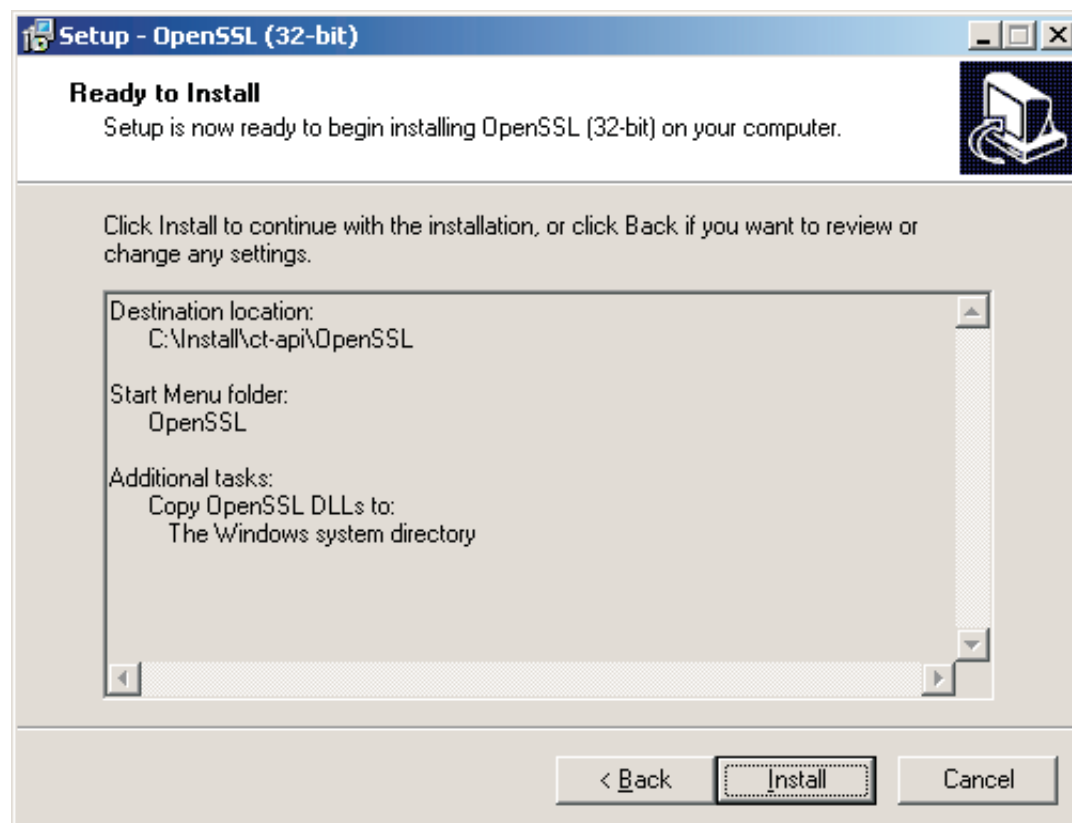 Setup - OpenSSL (32-bit)
Ready to Install
Setup is now ready to begin installing OpenSSL (32-bit) on your computer.
Click Install to continue with the installation, or click Back if you want to review or
change any settings.
Destination location:
C:\Install\ct-api\OpenSSL
Start Menu folder:
OpenSSL
Additional tasks:
Copy OpenSSL DLLs to:
The Windows system directory
< Back Install Cancel